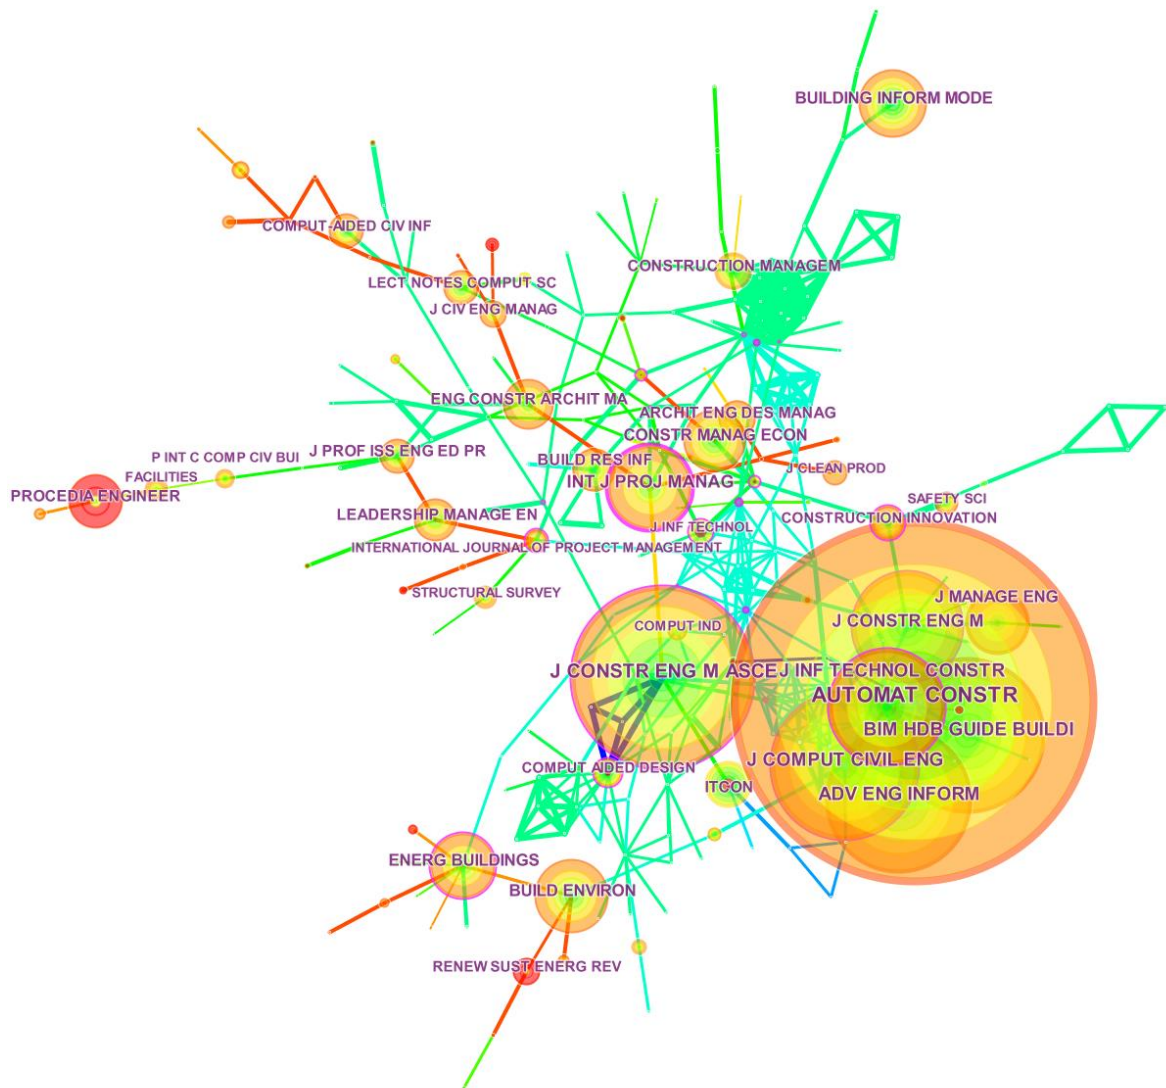 BUILDING INFORM MODE
COMPUT-AIDED CIV INF
CONSTRUCTION MANAGEM
LECT NOTES COMPUT SC
J CIV ENG MANAG
ENG CONSTR ARCHIT MA
ARCHIT ENG DES MANAG
CONSTR MANAG ECON
P INT C COMP CIV BUI
J PROF ISS ENG ED PR
BUILD RES INF
J CLEAN PROD
FACILITIES
INT J PROJ MANAG
PROCEDIA ENGINEER
SAFETY SCI
LEADERSHIP MANAGE EN
J INF TECHNOL
CONSTRUCTION INNOVATION
INTERNATIONAL JOURNAL OF PROJECT MANAGEMENT
STRUCTURAL SURVEY
J MANAGE ENG
COMPUT IND
J CONSTR ENG M
J CONSTR ENG M ASCE
J INF TECHNOL CONSTR
AUTOMAT CONSTR
BIM HDB GUIDE BUILDI
COMPUT AIDED DESIGN
J COMPUT CIVIL ENG
ITCON
ADV ENG INFORM
ENERG BUILDINGS
BUILD ENVIRON
RENEW SUST ENERG REV